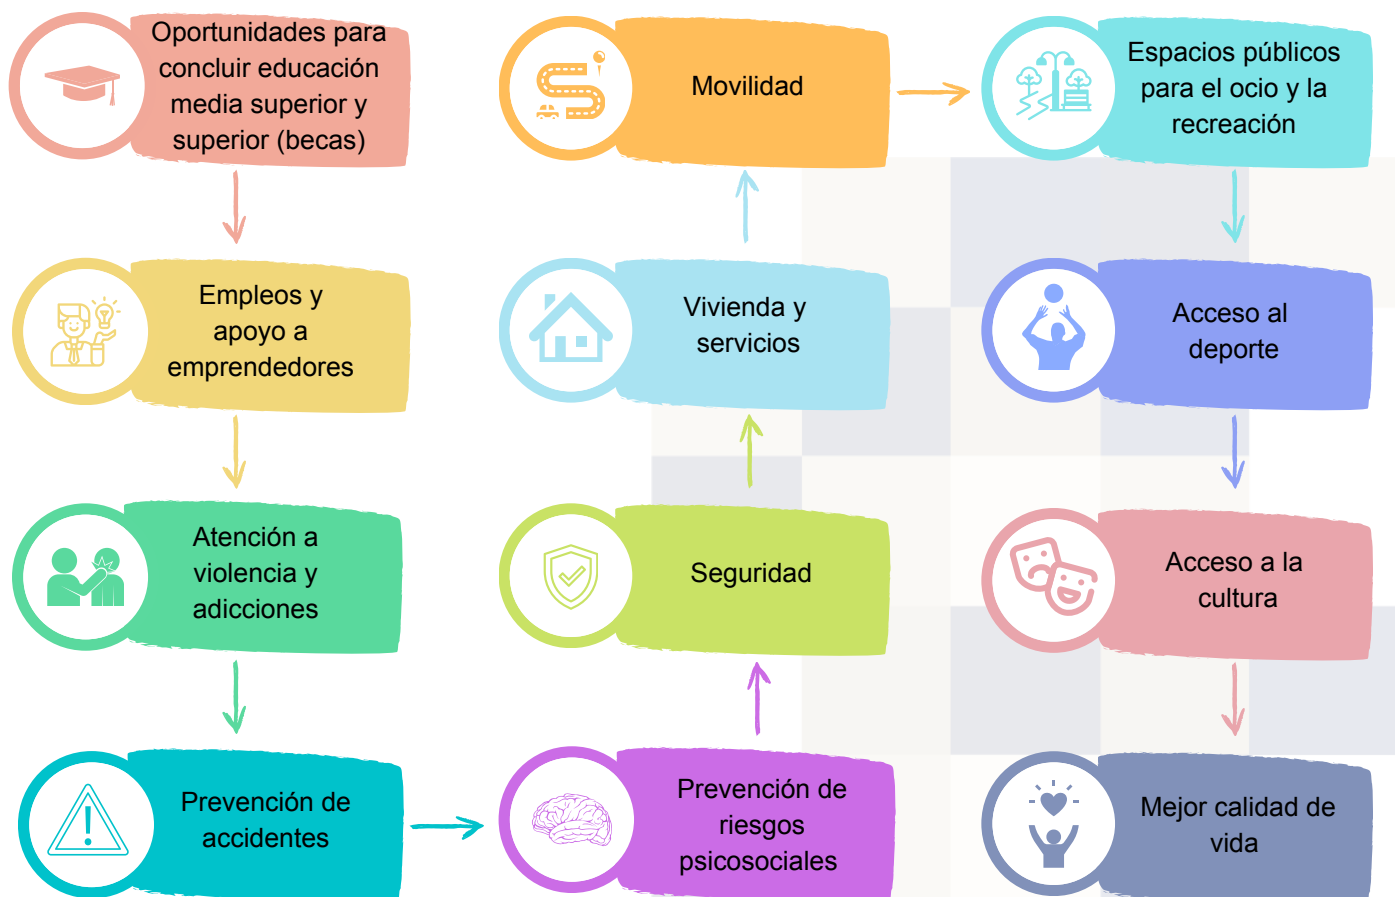 Oportunidades para
concluir educación
media superior y
superior (becas)
Empleos y
apoyo a
emprendedores
Atención a
violencia y
adicciones
Prevención de
accidentes
Prevención de
riesgos
psicosociales
Seguridad
Vivienda y
servicios
Movilidad
Espacios públicos
para el ocio y la
recreación
Acceso al
deporte
Acceso a la
cultura
Mejor calidad de
vida